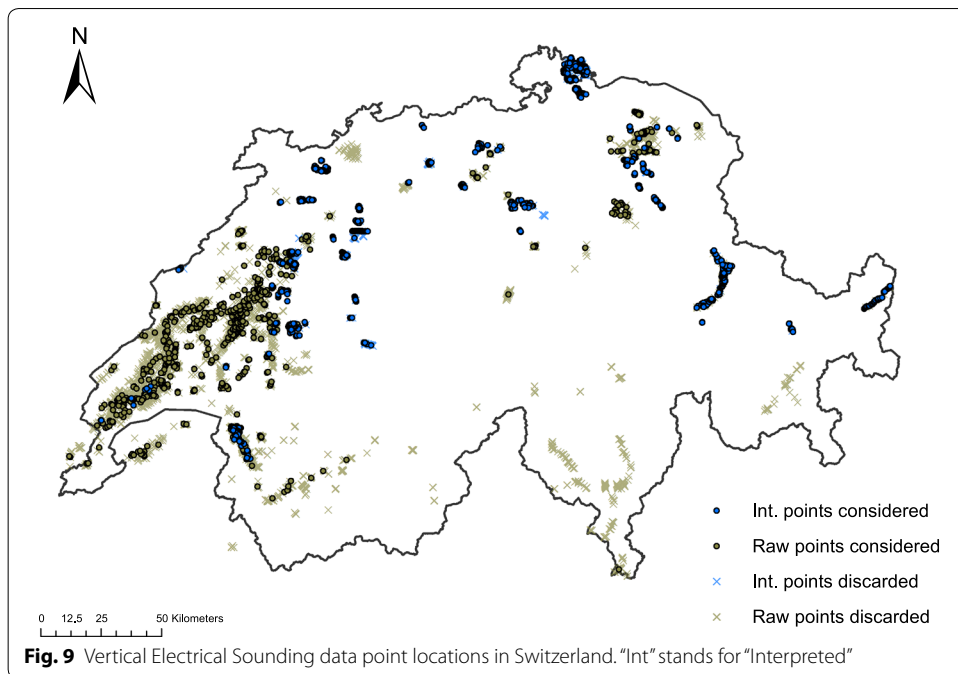 N
Int. points considered
Raw points considered
Int. points discarded
Raw points discarded
0 12.5 25 50 Kilometers
Fig. 9 Vertical Electrical Sounding data point locations in Switzerland. “Int” stands for “Interpreted”